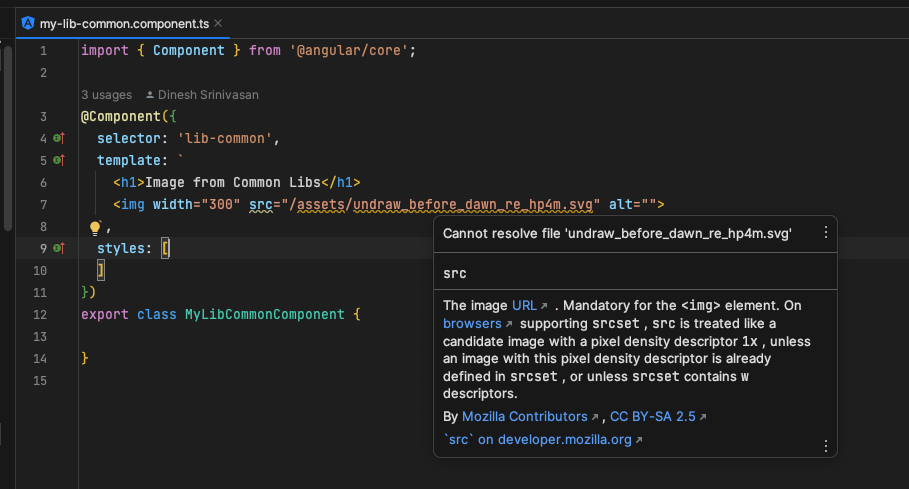 my-lib-common.component.ts
1 import { Component } from '@angular/core';
2
3 usages Dinesh Srinivasan
3 @Component({
4 selector: 'lib-common',
5 template: `
6 <h1>Image from Common Libs</h1>
7 <img width="300" src="/assets/undraw_before_dawn_re_hp4m.svg" alt="">
8 `,
9 styles: [
10 ]
11 })
12 export class MyLibCommonComponent {
13
14 }
15
Cannot resolve file 'undraw_before_dawn_re_hp4m.svg'
src
The image URL↗ . Mandatory for the <img> element. On
browsers↗ supporting srcset , src is treated like a
candidate image with a pixel density descriptor 1x , unless
an image with this pixel density descriptor is already
defined in srcset , or unless srcset contains w
descriptors.
By Mozilla Contributors↗ , CC BY-SA 2.5↗
`src` on developer.mozilla.org↗